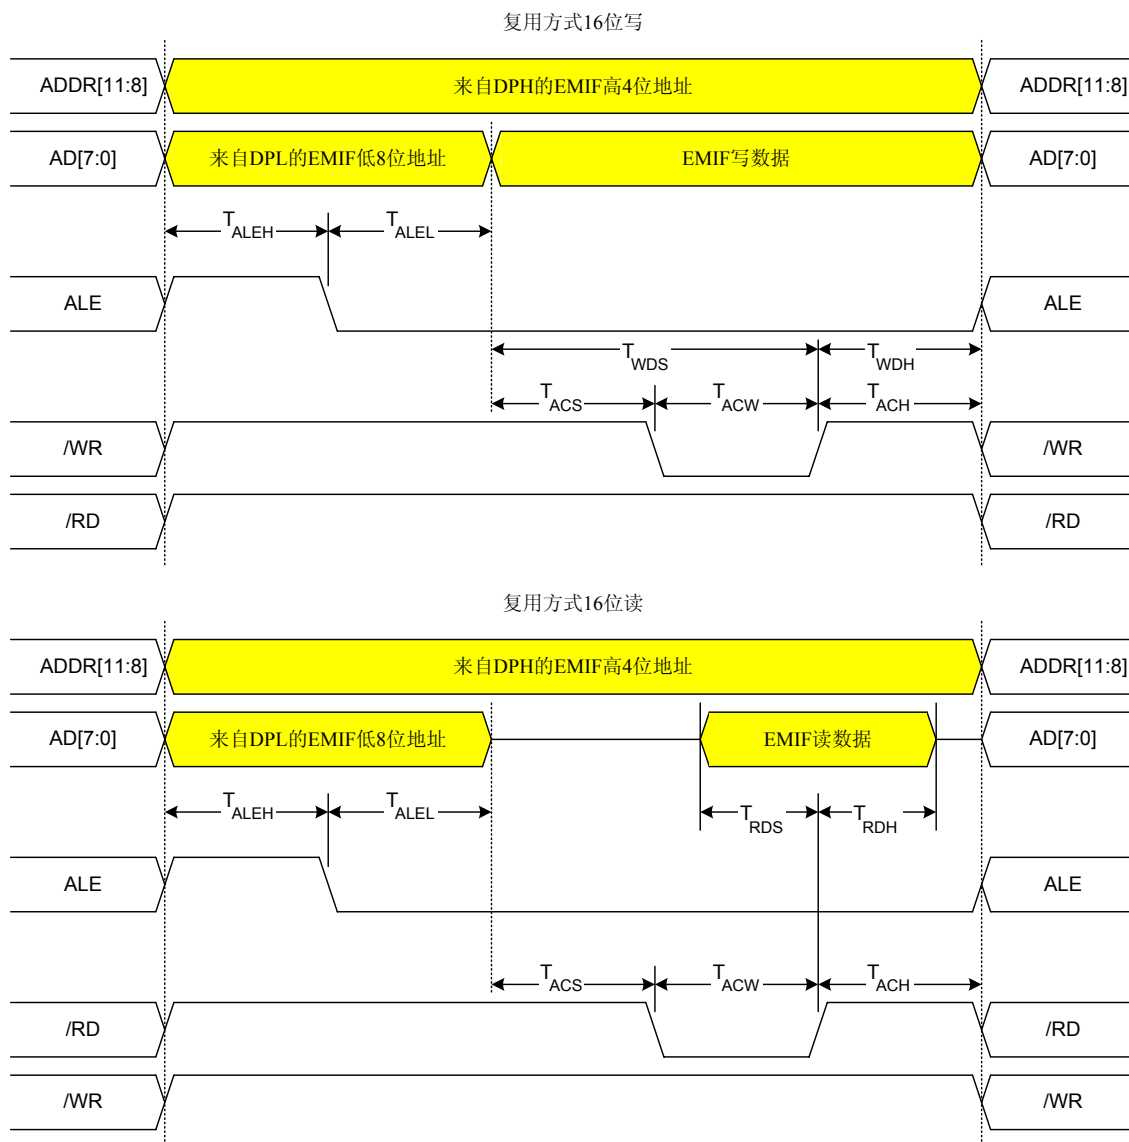 复用方式16位写
ADDR[11:8] 来自DPH的EMIF高4位地址 ADDR[11:8]
AD[7:0] 来自DPL的EMIF低8位地址 EMIF写数据 AD[7:0]
TALEH TALEL
ALE ALE
TWDS TWDH
TACS TACW TACH
/WR /WR
/RD /RD
复用方式16位读
ADDR[11:8] 来自DPH的EMIF高4位地址 ADDR[11:8]
AD[7:0] 来自DPL的EMIF低8位地址 EMIF读数据 AD[7:0]
TALEH TALEL TRDS TRDH
ALE ALE
TACS TACW TACH
/RD /RD
/WR /WR